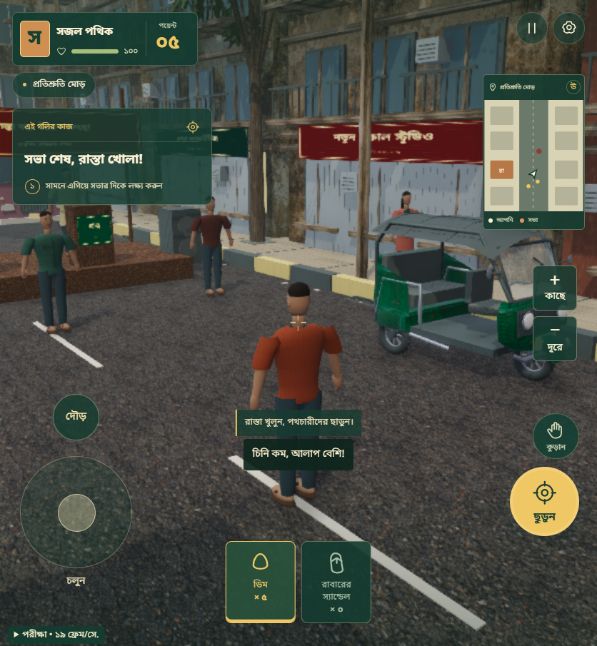 স
সজল পথিক
১০০
পয়েন্ট
০৫
প্রতিশ্রুতি মোড়
এই গলির কাজ
সভা শেষ, রাস্তা খোলা!
১ সামনে এগিয়ে সভার দিকে লক্ষ্য করুন
প্রতিশ্রুতি মোড়
উ
আপনি
সভা
স্টুডিও
+
কাছে
−
দূরে
দৌড়
রাস্তা খুলুন, পথচারীদের ছাড়ুন।
চিনি কম, আলাপ বেশি!
কুড়ান
ছুড়ুন
চলুন
ডিম
× ৫
রাবারের
স্যান্ডেল
× ০
পরীক্ষা • ১৯ ফ্রেম/সে.